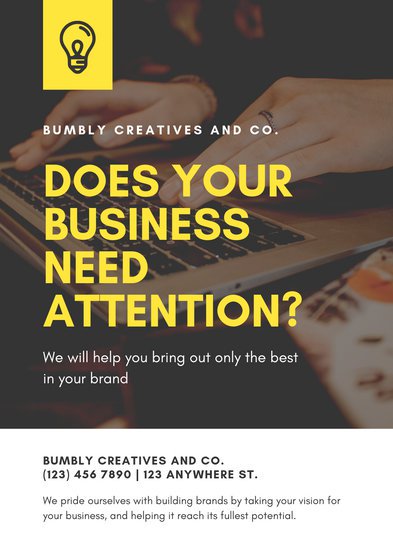 BUMBLY CREATIVES AND CO.
DOES YOUR
BUSINESS
NEED
ATTENTION?
We will help you bring out only the best
in your brand
BUMBLY CREATIVES AND CO.
(123) 456 7890 | 123 ANYWHERE ST.
We pride ourselves with building brands by taking your vision for
your business, and helping it reach its fullest potential.